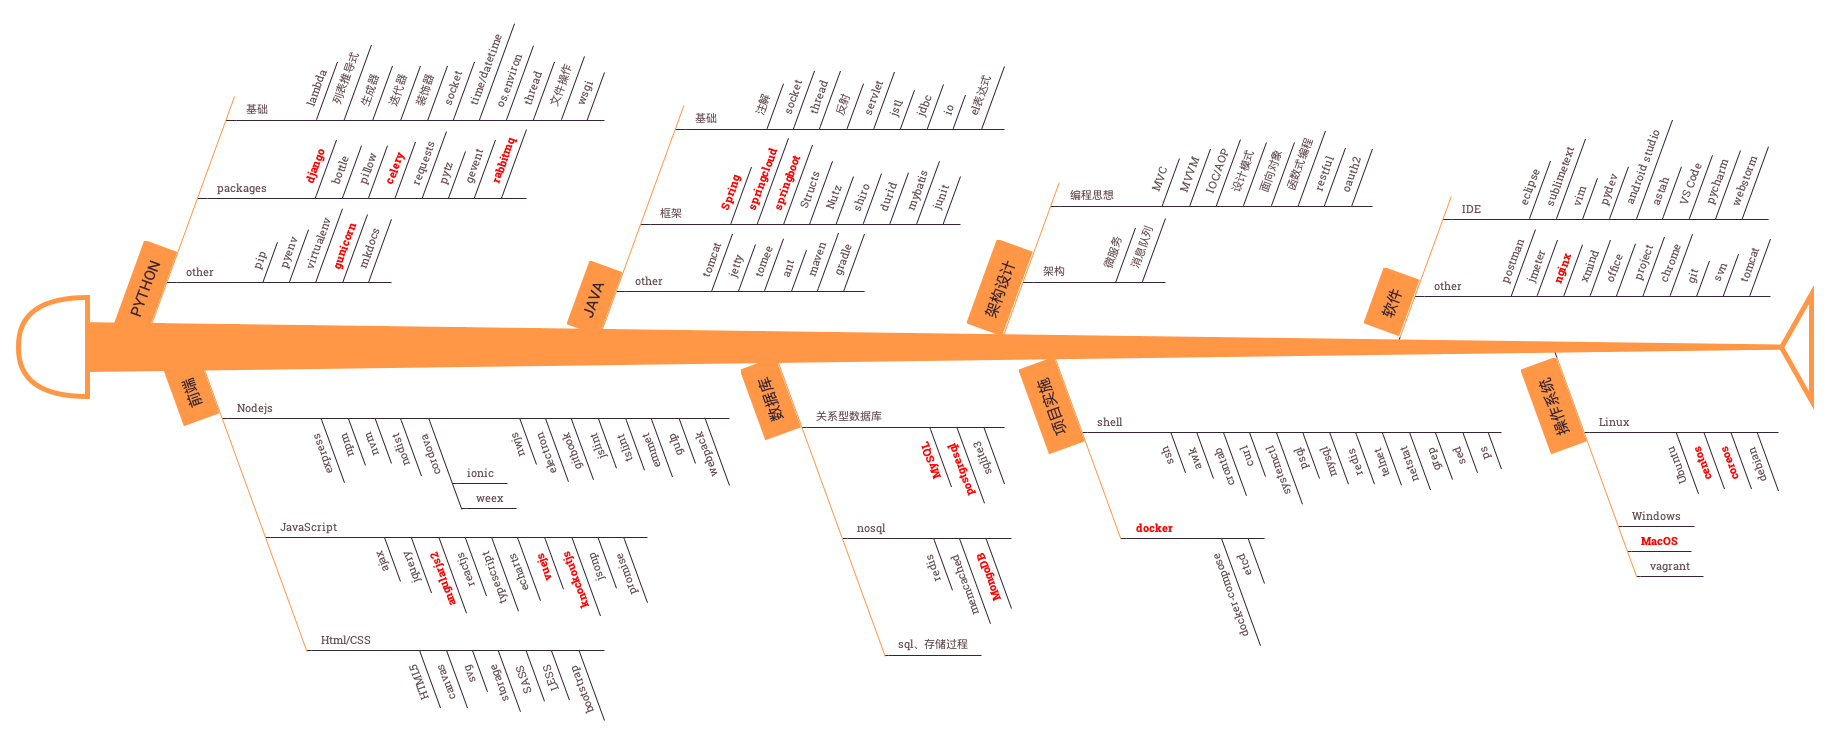 PYTHON
基础
lambda
列表推导式
生成器
迭代器
装饰器
socket
time/datetime
os.environ
thread
文件操作
wsgi
packages
django
bottle
pillow
celery
requests
pytz
gevent
rabbitmq
other
pip
pyenv
virtualenv
gunicorn
mkdocs
JAVA
基础
注解
socket
thread
反射
servlet
jstl
jdbc
io
el表达式
框架
Spring
springcloud
springboot
Structs
Nutz
shiro
durid
mybatis
junit
other
tomcat
jetty
tomee
ant
maven
gradle
架构设计
编程思想
MVC
MVVM
IOC/AOP
设计模式
面向对象
函数式编程
restful
oauth2
架构
微服务
消息队列
软件
IDE
eclipse
sublimetext
vim
pydev
android studio
astah
VS Code
pycharm
webstorm
other
postman
jmeter
nginx
xmind
office
project
chrome
git
svn
tomcat
前端
Nodejs
express
npm
nvm
nodist
cordova
ionic
weex
nwjs
electron
gitbook
jslint
tslint
emmet
gulp
webpack
JavaScript
ajax
jquery
angularjs2
reactjs
typescript
echarts
vuejs
knockoutjs
jsonp
promise
Html/CSS
HTML5
canvas
svg
storage
SASS
LESS
bootstrap
数据库
关系型数据库
MySQL
postgresql
sqlite3
nosql
redis
memcached
MongoDB
sql、存储过程
项目实施
shell
ssh
awk
crontab
curl
systemctl
psql
mysql
redis
telnet
netstat
grep
sed
ps
docker
docker-compose
etcd
操作系统
Linux
Ubuntu
centos
coreos
debian
Windows
MacOS
vagrant